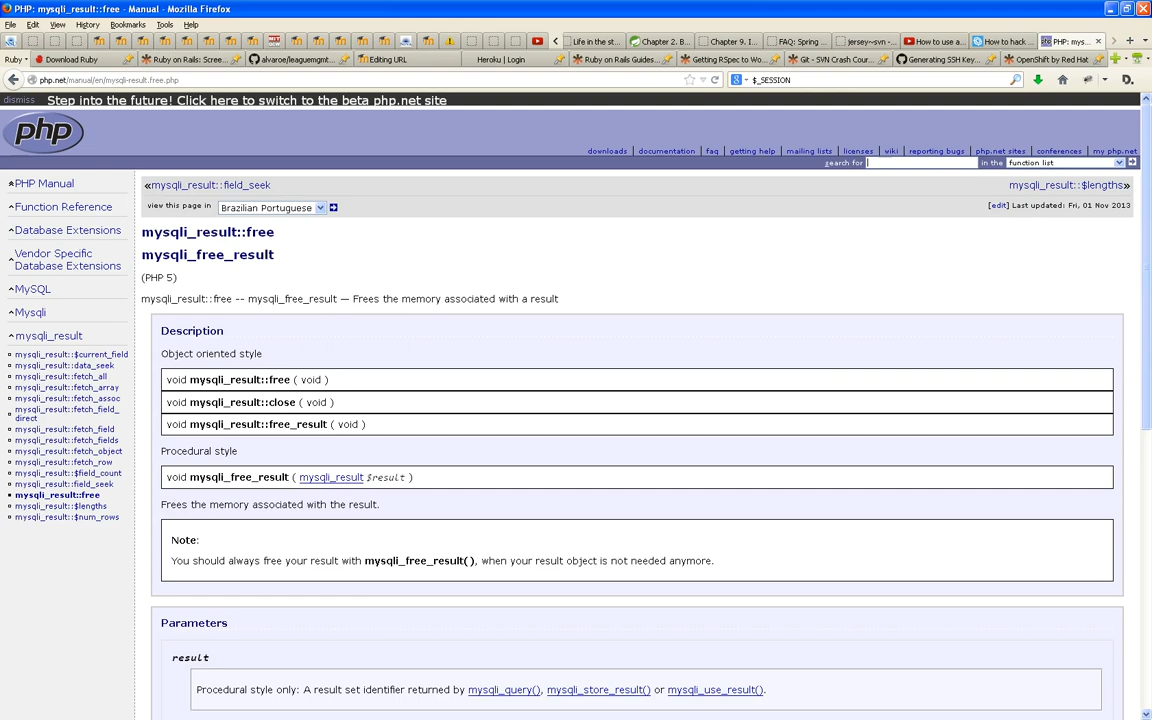 PHP: mysqli_result::free - Manual - Mozilla Firefox
File Edit View History Bookmarks Tools Help
Life in the st... Chapter 2. B... Chapter 9. I... FAQ: Spring ... jersey~svn - ... How to use a... How to hack ... PHP: mys...
Ruby Download Ruby Ruby on Rails: Scree... alvaroe/leaguemgmt... Editing URL Heroku | Login Ruby on Rails Guides... Getting RSpec to Wo... Git - SVN Crash Cour... Generating SSH Key... OpenShift by Red Hat
php.net/manual/en/mysqli-result.free.php $_SESSION
dismiss Step into the future! Click here to switch to the beta php.net site
php
downloads | documentation | faq | getting help | mailing lists | licenses | wiki | reporting bugs | php.net sites | conferences | my php.net
search for in the function list
PHP Manual
Function Reference
Database Extensions
Vendor Specific
Database Extensions
MySQL
Mysqli
mysqli_result
mysqli_result::$current_field
mysqli_result::data_seek
mysqli_result::fetch_all
mysqli_result::fetch_array
mysqli_result::fetch_assoc
mysqli_result::fetch_field_
direct
mysqli_result::fetch_field
mysqli_result::fetch_fields
mysqli_result::fetch_object
mysqli_result::fetch_row
mysqli_result::$field_count
mysqli_result::field_seek
mysqli_result::free
mysqli_result::$lengths
mysqli_result::$num_rows
«mysqli_result::field_seek mysqli_result::$lengths»
view this page in Brazilian Portuguese [edit] Last updated: Fri, 01 Nov 2013
mysqli_result::free
mysqli_free_result
(PHP 5)
mysqli_result::free -- mysqli_free_result — Frees the memory associated with a result
Description
Object oriented style
void mysqli_result::free ( void )
void mysqli_result::close ( void )
void mysqli_result::free_result ( void )
Procedural style
void mysqli_free_result ( mysqli_result $result )
Frees the memory associated with the result.
Note:
You should always free your result with mysqli_free_result(), when your result object is not needed anymore.
Parameters
result
Procedural style only: A result set identifier returned by mysqli_query(), mysqli_store_result() or mysqli_use_result().